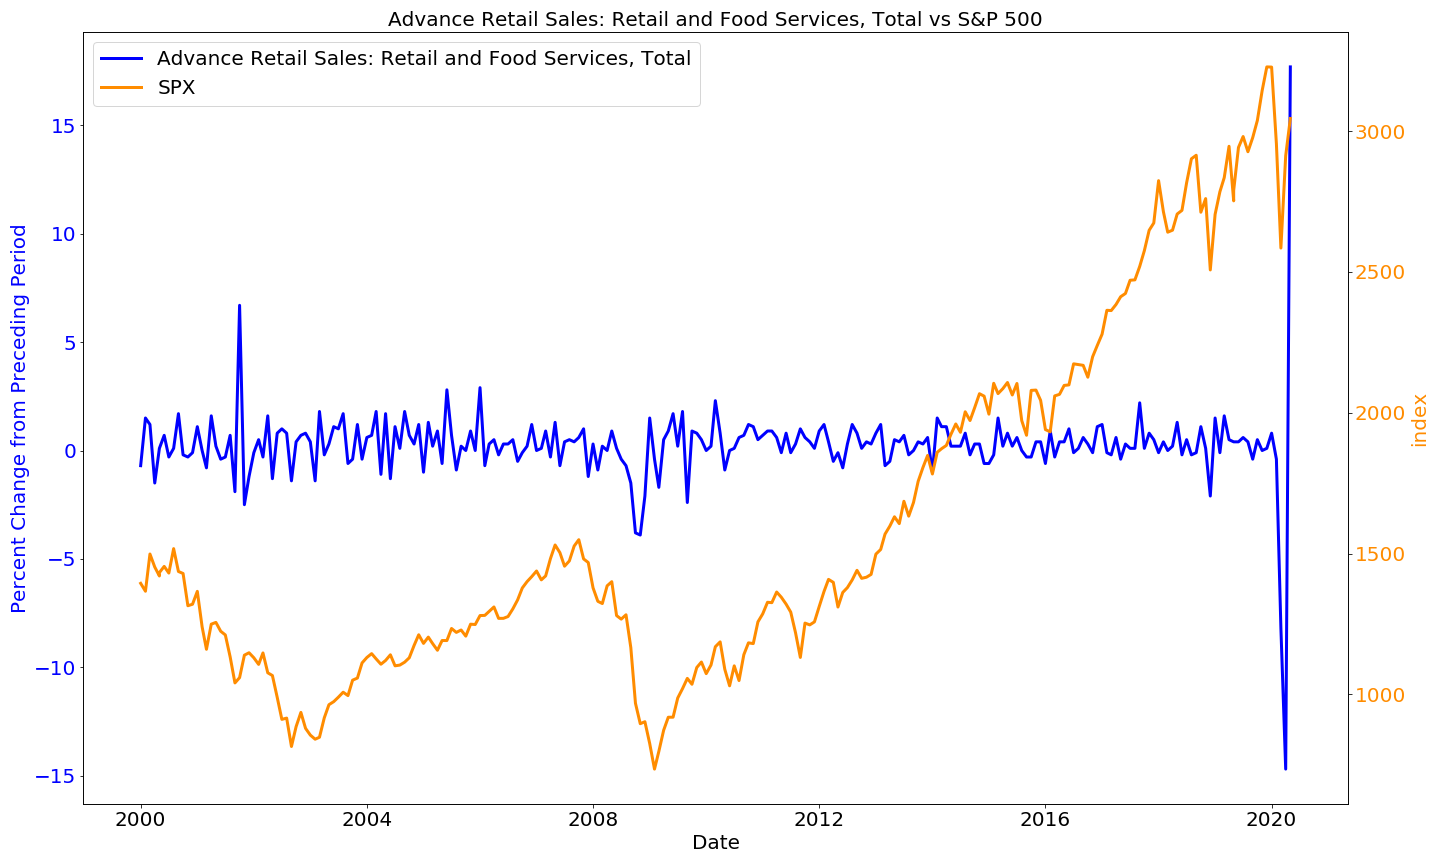 Advance Retail Sales: Retail and Food Services, Total vs S&P 500
Advance Retail Sales: Retail and Food Services, Total
SPX
Percent Change from Preceding Period
15
10
5
0
−5
−10
−15
3000
2500
2000
1500
1000
index
2000 2004 2008 2012 2016 2020
Date